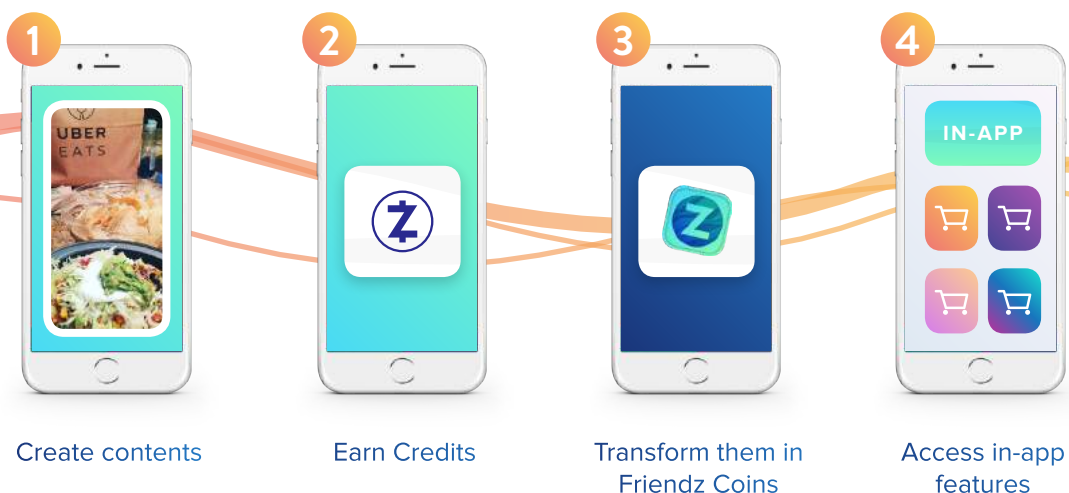 1
2
3
4
UBER
EATS
Z
Z
IN-APP
Create contents
Earn Credits
Transform them in
Friendz Coins
Access in-app
features